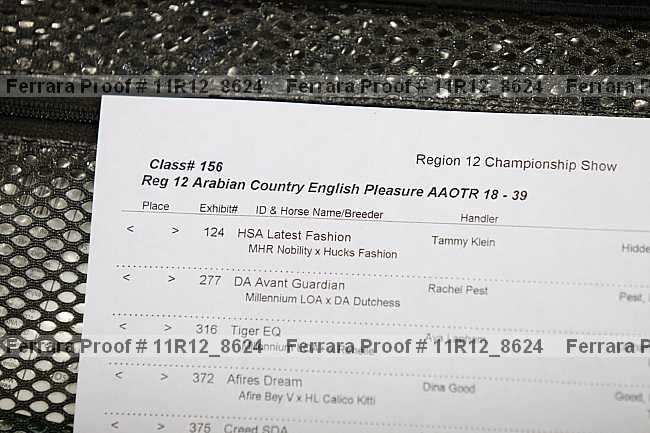 Ferrara Proof # 11R12_8624 Ferrara Proof # 11R12_8624 Ferrara P
Class# 156 Region 12 Championship Show
Reg 12 Arabian Country English Pleasure AAOTR 18 - 39
Place Exhibit# ID & Horse Name/Breeder Handler
< > 124 HSA Latest Fashion Tammy Klein Hidde
MHR Nobility x Hucks Fashion
< > 277 DA Avant Guardian Rachel Pest Pest,
Millennium LOA x DA Dutchess
< > 316 Tiger EQ
Ferrara Proof # 11R12_8624 Ferrara Proof # 11R12_8624 Ferrara P
< > 372 Afires Dream Dina Good Good,
Afire Bey V x HL Calico Kitti
< > 375 Creed SDA